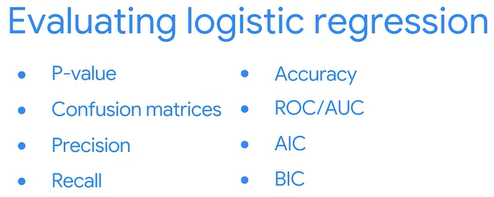 Evaluating logistic regression
• P-value
• Confusion matrices
• Precision
• Recall
• Accuracy
• ROC/AUC
• AIC
• BIC